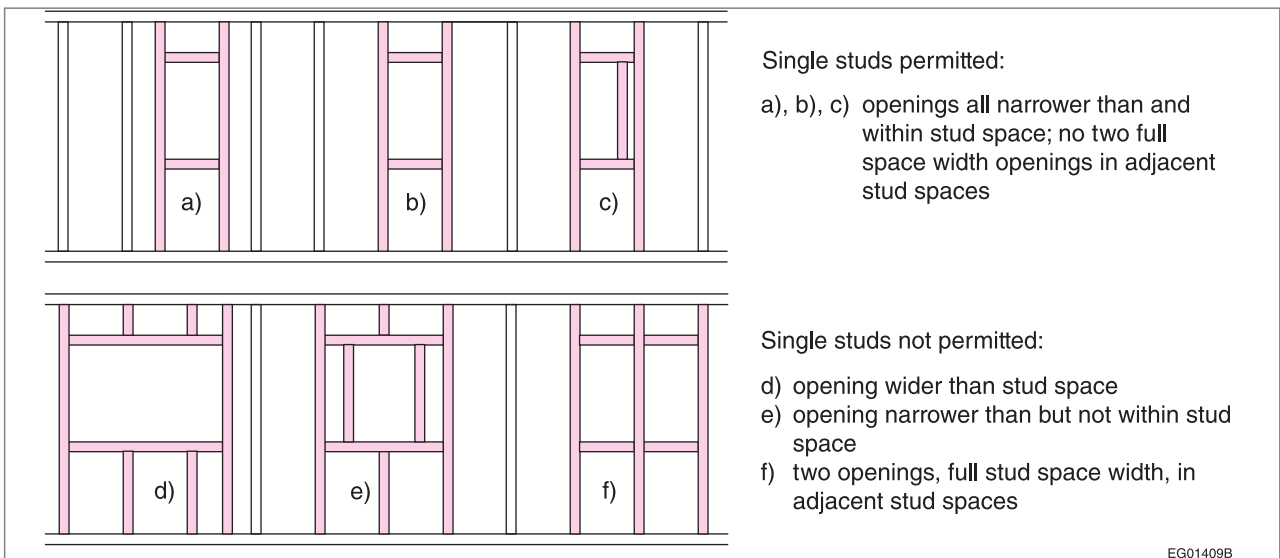 Single studs permitted:
a), b), c) openings all narrower than and
within stud space; no two full
space width openings in adjacent
stud spaces
a)
b)
c)
Single studs not permitted:
d) opening wider than stud space
e) opening narrower than but not within stud
space
f) two openings, full stud space width, in
adjacent stud spaces
d)
e)
f)
EG01409B